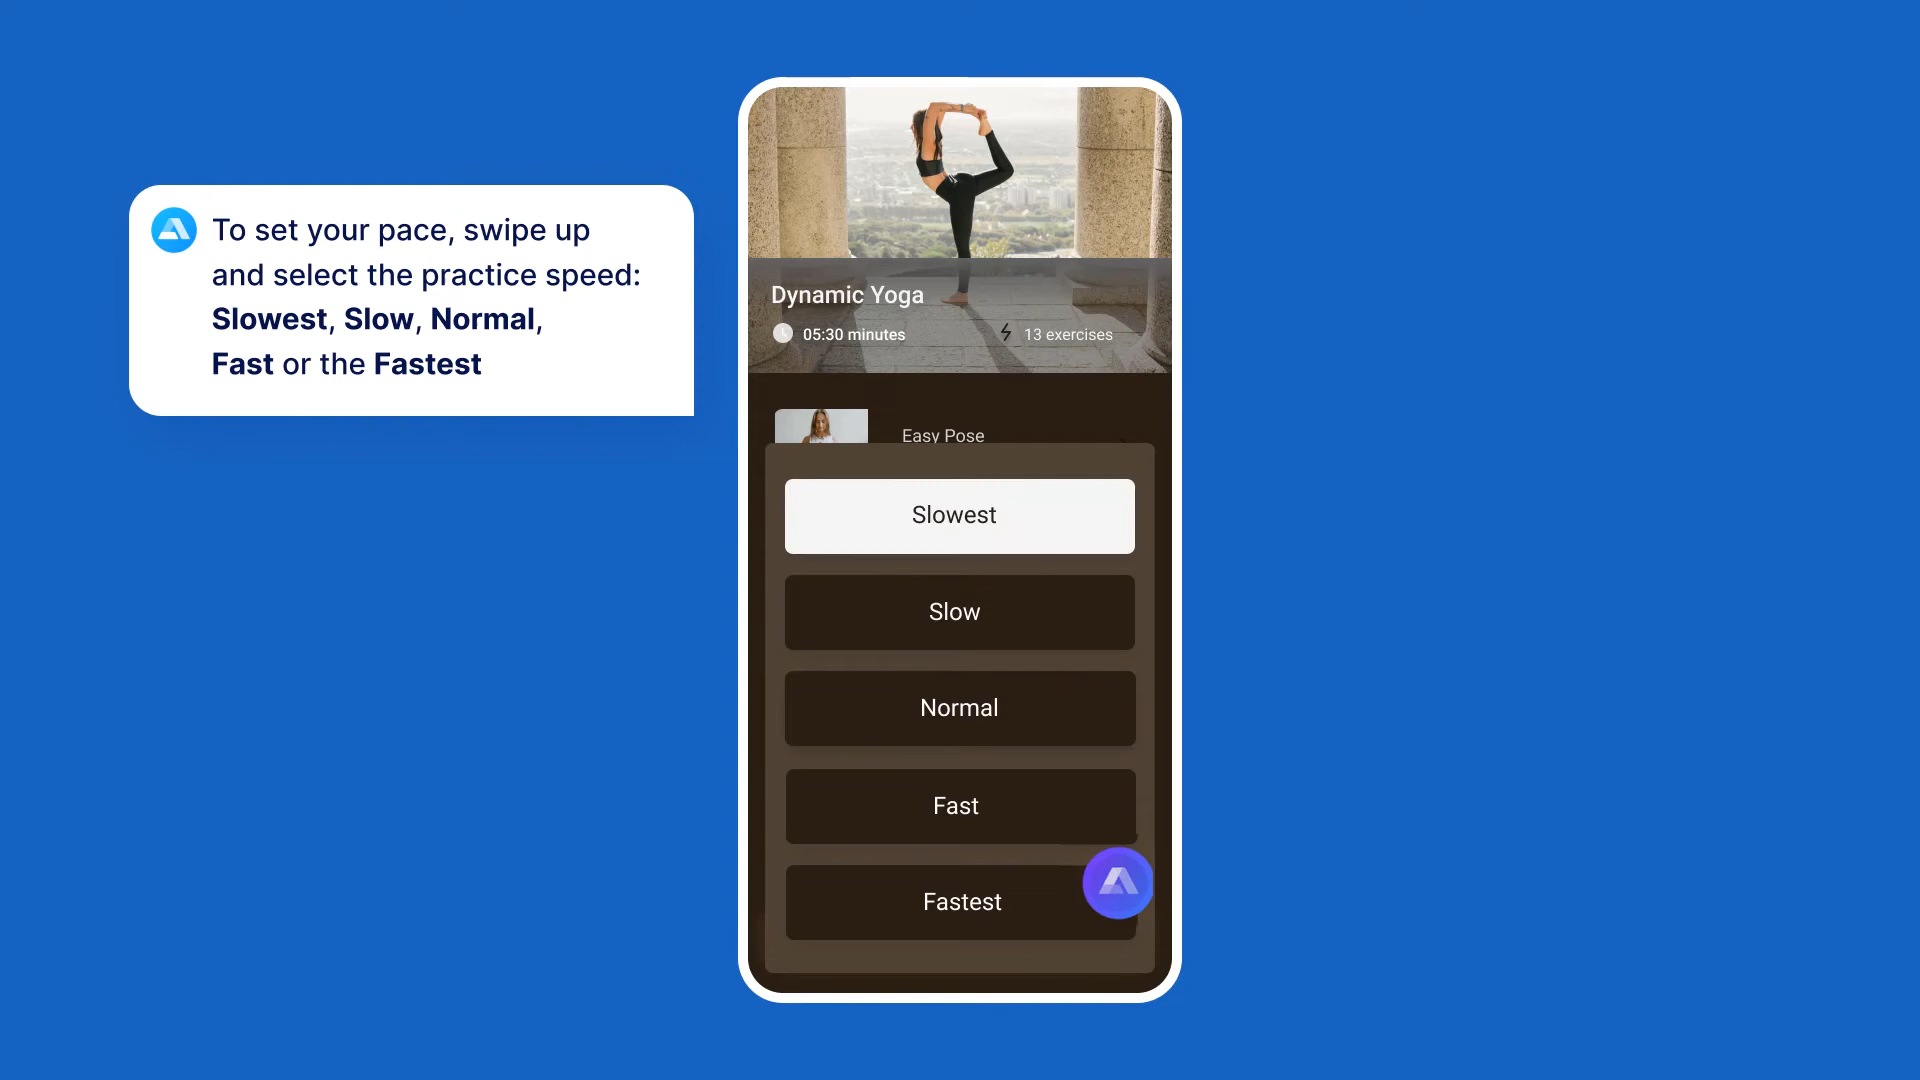 To set your pace, swipe up
and select the practice speed:
Slowest, Slow, Normal,
Fast or the Fastest
Dynamic Yoga
05:30 minutes
13 exercises
Easy Pose
Slowest
Slow
Normal
Fast
Fastest